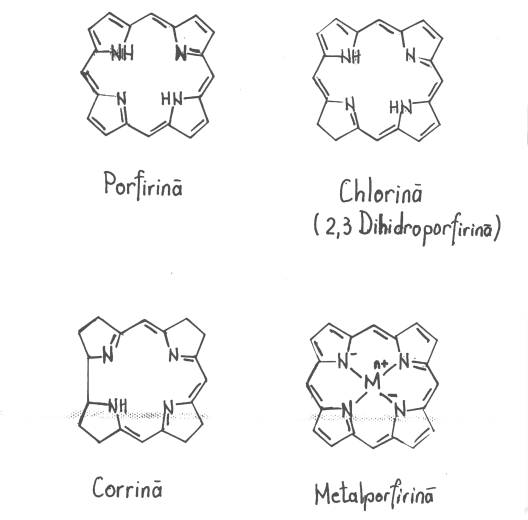 NH
N
N
HN
Porfirină
NH
N
N
HN
Chlorină
(2,3 Dihidroporfirină)
N
N
NH
N
Corrină
N-
N
n+
M
N
N-
Metalporfirină